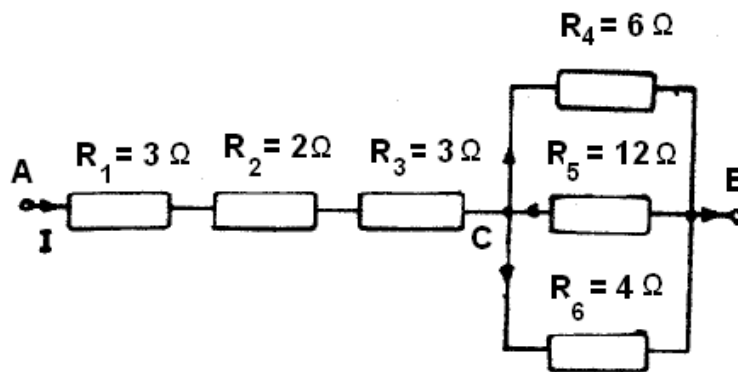 R4 = 6 Ω
A
R1 = 3 Ω
R2 = 2Ω
R3 = 3 Ω
R5 = 12 Ω
B
I
C
R6 = 4 Ω